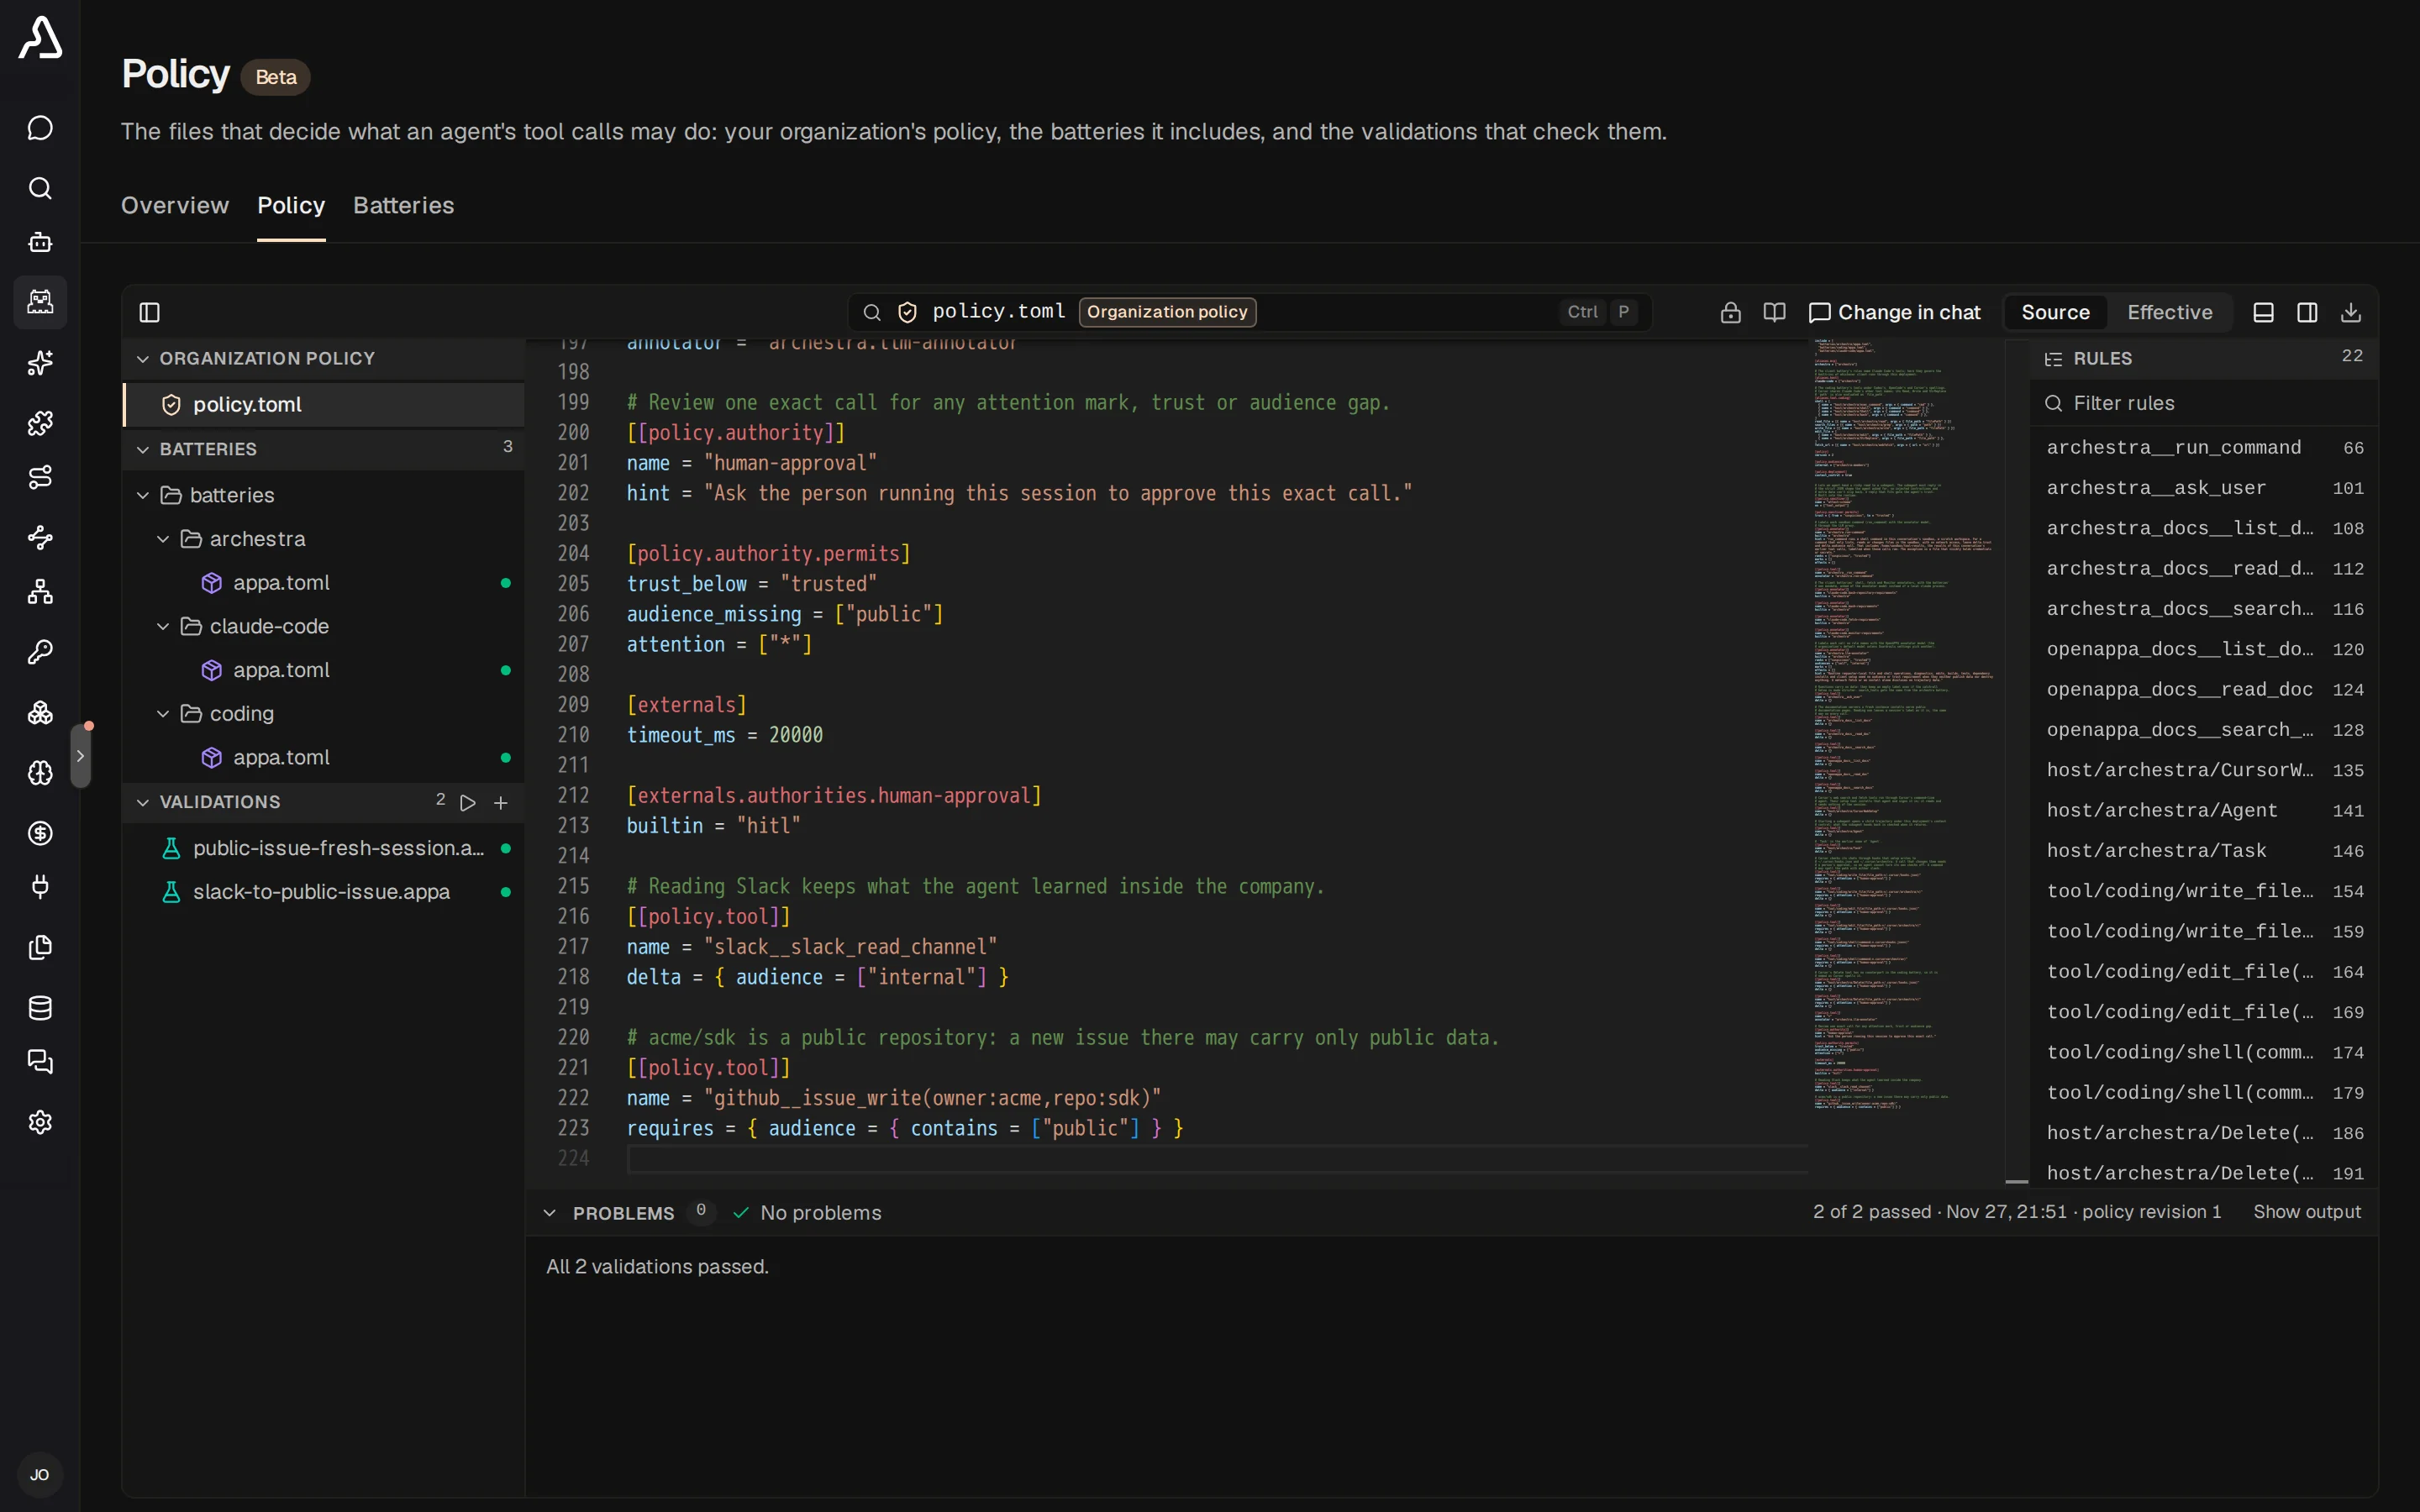 Policy Beta
The files that decide what an agent's tool calls may do: your organization's policy, the batteries it includes, and the validations that check them.
Overview Policy Batteries
policy.toml Organization policy Ctrl P
Change in chat Source Effective
ORGANIZATION POLICY
policy.toml
BATTERIES 3
batteries
archestra
appa.toml
claude-code
appa.toml
coding
appa.toml
VALIDATIONS 2
public-issue-fresh-session.a...
slack-to-public-issue.appa
197 annotator = "archestra.llm-annotator"
198
199 # Review one exact call for any attention mark, trust or audience gap.
200 [[policy.authority]]
201 name = "human-approval"
202 hint = "Ask the person running this session to approve this exact call."
203
204 [policy.authority.permits]
205 trust_below = "trusted"
206 audience_missing = ["public"]
207 attention = ["*"]
208
209 [externals]
210 timeout_ms = 20000
211
212 [externals.authorities.human-approval]
213 builtin = "hitl"
214
215 # Reading Slack keeps what the agent learned inside the company.
216 [[policy.tool]]
217 name = "slack__slack_read_channel"
218 delta = { audience = ["internal"] }
219
220 # acme/sdk is a public repository: a new issue there may carry only public data.
221 [[policy.tool]]
222 name = "github__issue_write(owner:acme,repo:sdk)"
223 requires = { audience = { contains = ["public"] } }
224
RULES 22
Filter rules
archestra__run_command 66
archestra__ask_user 101
archestra_docs__list_d... 108
archestra_docs__read_d... 112
archestra_docs__search... 116
openappa_docs__list_do... 120
openappa_docs__read_doc 124
openappa_docs__search_... 128
host/archestra/CursorW... 135
host/archestra/Agent 141
host/archestra/Task 146
tool/coding/write_file... 154
tool/coding/write_file... 159
tool/coding/edit_file(... 164
tool/coding/edit_file(... 169
tool/coding/shell(comm... 174
tool/coding/shell(comm... 179
host/archestra/Delete(... 186
host/archestra/Delete(... 191
PROBLEMS 0 No problems
2 of 2 passed · Nov 27, 21:51 · policy revision 1 Show output
All 2 validations passed.
JO